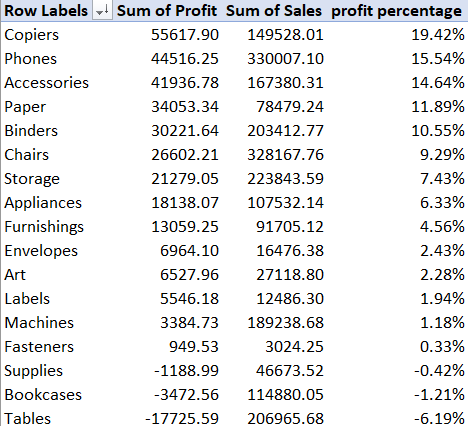 Row Labels Sum of Profit Sum of Sales profit percentage
Copiers 55617.90 149528.01 19.42%
Phones 44516.25 330007.10 15.54%
Accessories 41936.78 167380.31 14.64%
Paper 34053.34 78479.24 11.89%
Binders 30221.64 203412.77 10.55%
Chairs 26602.21 328167.76 9.29%
Storage 21279.05 223843.59 7.43%
Appliances 18138.07 107532.14 6.33%
Furnishings 13059.25 91705.12 4.56%
Envelopes 6964.10 16476.38 2.43%
Art 6527.96 27118.80 2.28%
Labels 5546.18 12486.30 1.94%
Machines 3384.73 189238.68 1.18%
Fasteners 949.53 3024.25 0.33%
Supplies -1188.99 46673.52 -0.42%
Bookcases -3472.56 114880.05 -1.21%
Tables -17725.59 206965.68 -6.19%